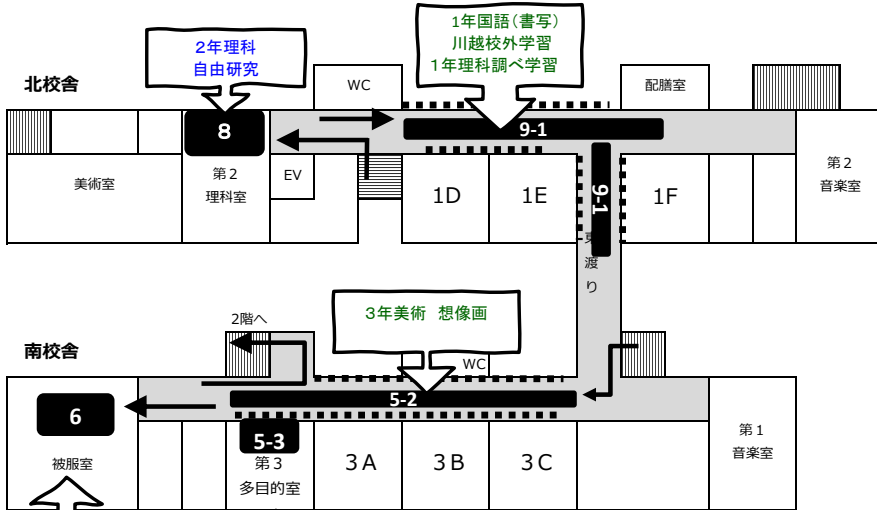 2年理科
自由研究
1年国語(書写)
川越校外学習
1年理科調べ学習
北校舎
WC
配膳室
8
9-1
美術室
第２
理科室
EV
1D
1E
9-1
1F
第２
音楽室
東渡り
2階へ
3年美術 想像画
南校舎
WC
5-2
6
5-3
被服室
第３
多目的室
3A
3B
3C
第１
音楽室